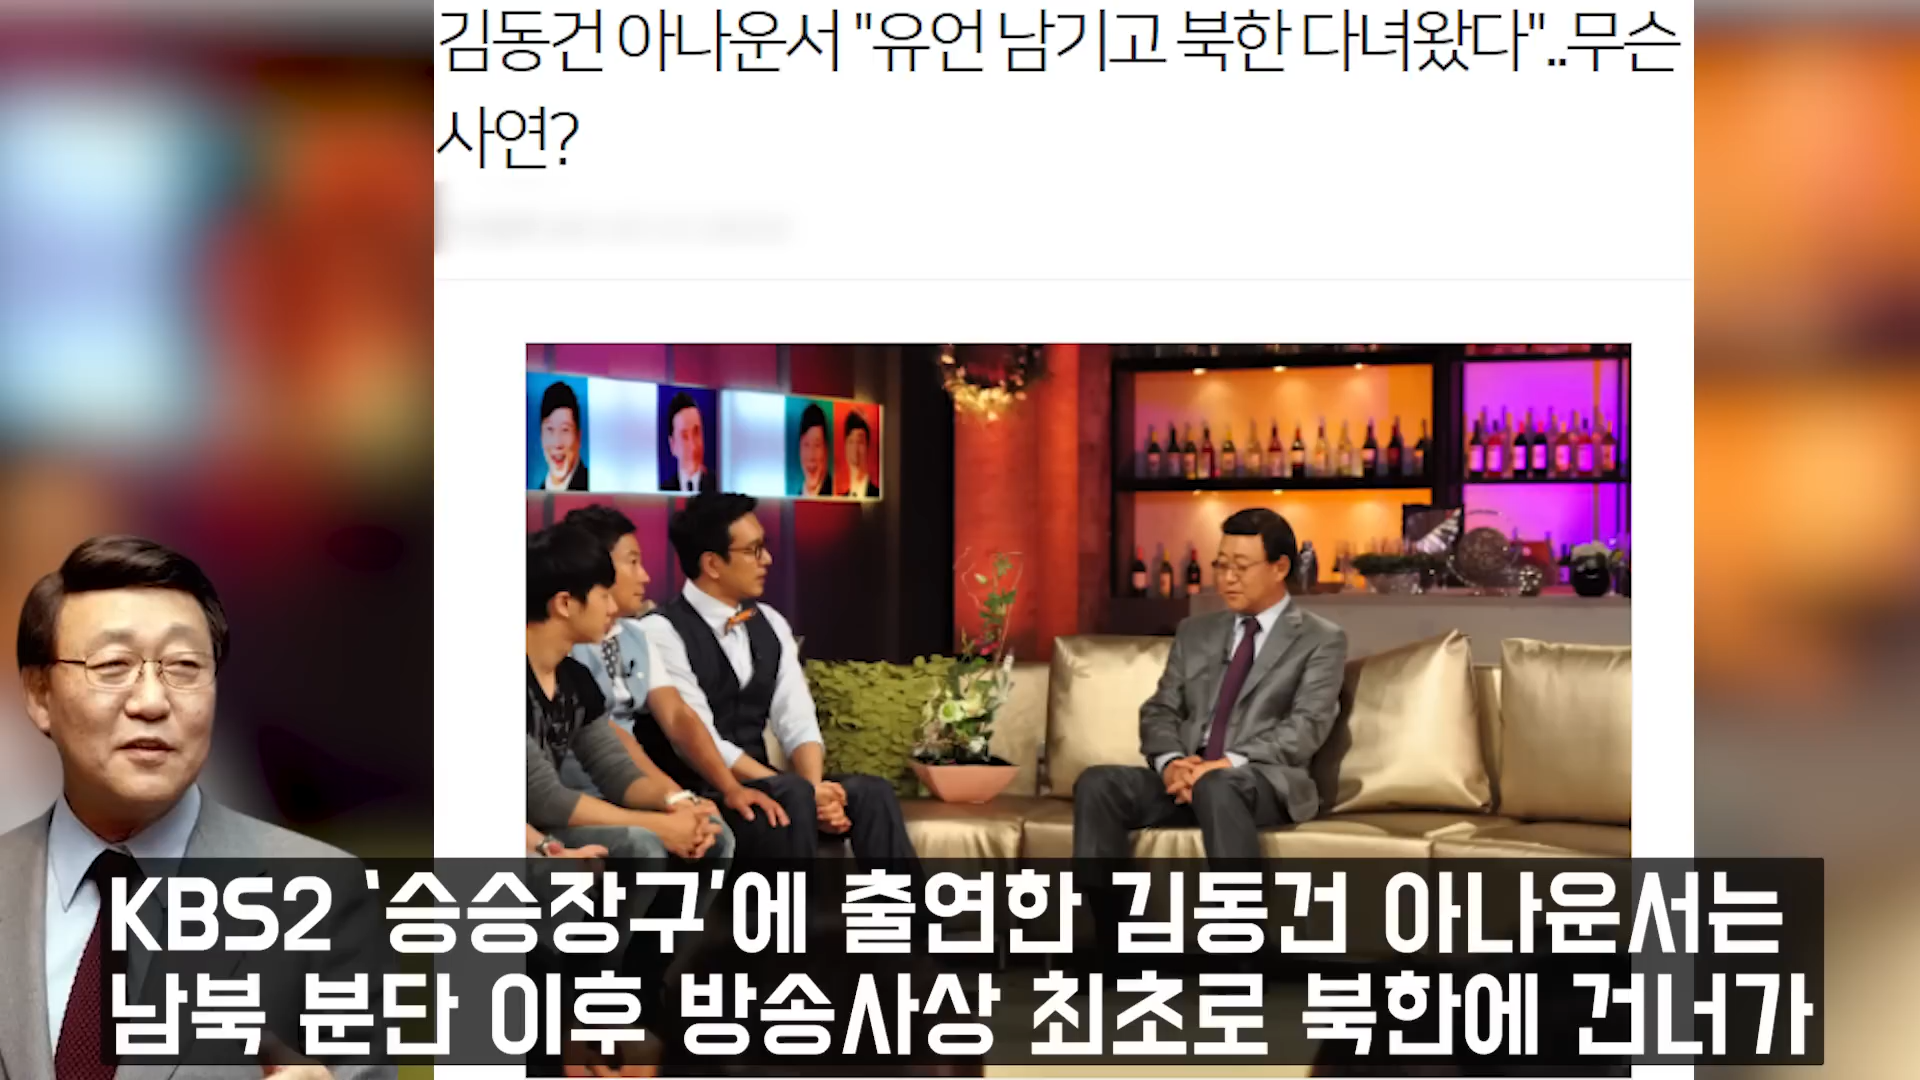 김동건 아나운서 "유언 남기고 북한 다녀왔다"..무슨
사연?
KBS2 ‘승승장구’에 출연한 김동건 아나운서는
남북 분단 이후 방송사상 최초로 북한에 건너가